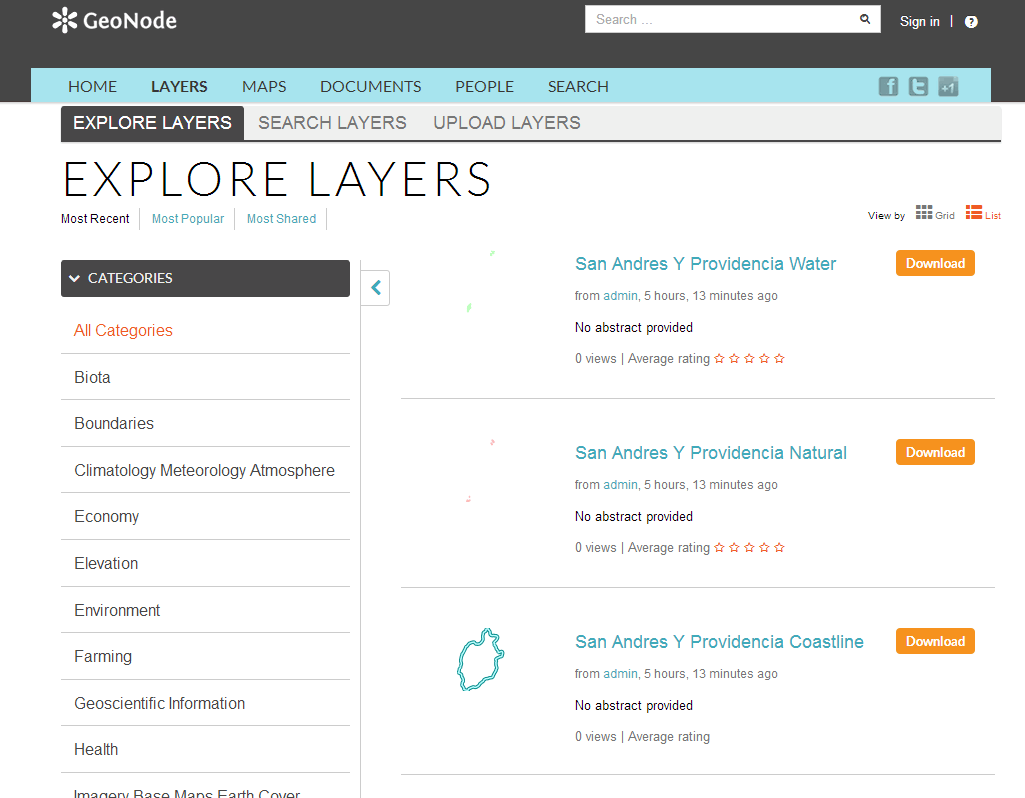 GeoNode
Search ...
Sign in | ?
HOME LAYERS MAPS DOCUMENTS PEOPLE SEARCH
f t +1
EXPLORE LAYERS SEARCH LAYERS UPLOAD LAYERS
EXPLORE LAYERS
Most Recent Most Popular Most Shared
View by Grid List
CATEGORIES
All Categories
Biota
Boundaries
Climatology Meteorology Atmosphere
Economy
Elevation
Environment
Farming
Geoscientific Information
Health
Imagery Base Maps Earth Cover
San Andres Y Providencia Water
Download
from admin, 5 hours, 13 minutes ago
No abstract provided
0 views | Average rating
San Andres Y Providencia Natural
Download
from admin, 5 hours, 13 minutes ago
No abstract provided
0 views | Average rating
San Andres Y Providencia Coastline
Download
from admin, 5 hours, 13 minutes ago
No abstract provided
0 views | Average rating